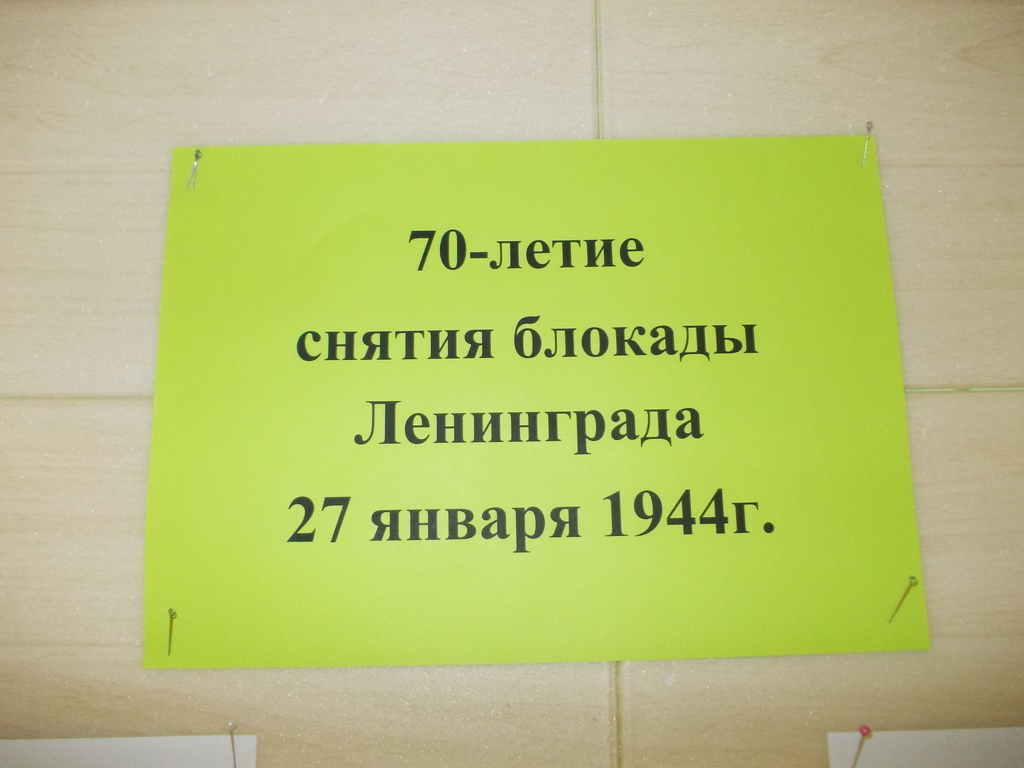 70-летие
снятия блокады
Ленинграда
27 января 1944г.